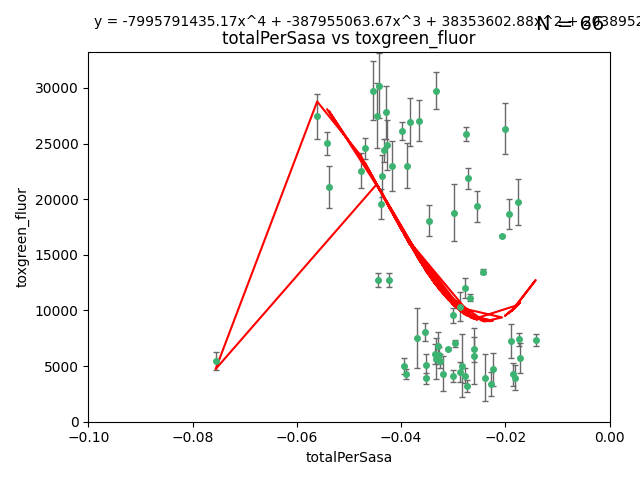 y = -7995791435.17x^4 + -387955063.67x^3 + 38353602.88x^2 +
N = 66
totalPerSasa vs toxgreen_fluor
30000
25000
20000
15000
10000
5000
0
toxgreen_fluor
−0.10 −0.08 −0.06 −0.04 −0.02 0.00
totalPerSasa